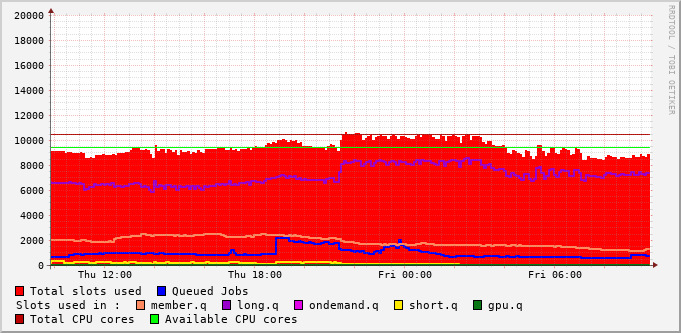 20000
18000
16000
14000
12000
10000
8000
6000
4000
2000
0
Thu 12:00 Thu 18:00 Fri 00:00 Fri 06:00
RRDTOOL / TOBI OETIKER
Total slots used Queued Jobs
Slots used in : member.q long.q ondemand.q short.q gpu.q
Total CPU cores Available CPU cores